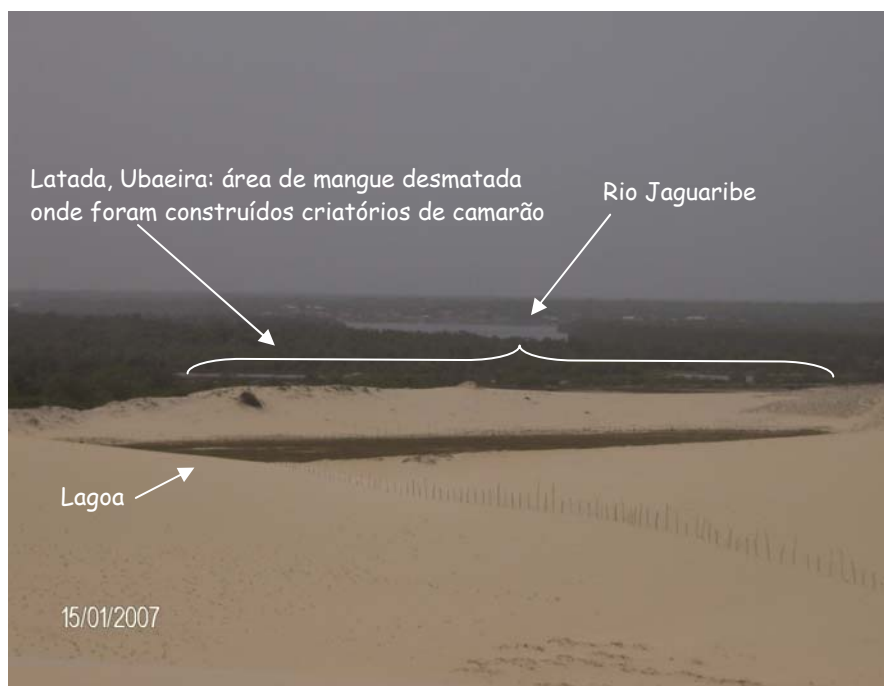 Latada, Ubaeira: área de mangue desmatada
onde foram construídos criatórios de camarão
Rio Jaguaribe
Lagoa
15/01/2007